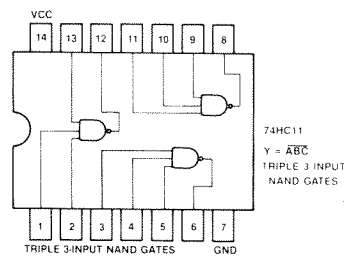 VCC
14 13 12 11 10 9 8
74HC11
Y = A̅B̅C̅
TRIPLE 3 INPUT
NAND GATES
1 2 3 4 5 6 7
TRIPLE 3-INPUT NAND GATES GND